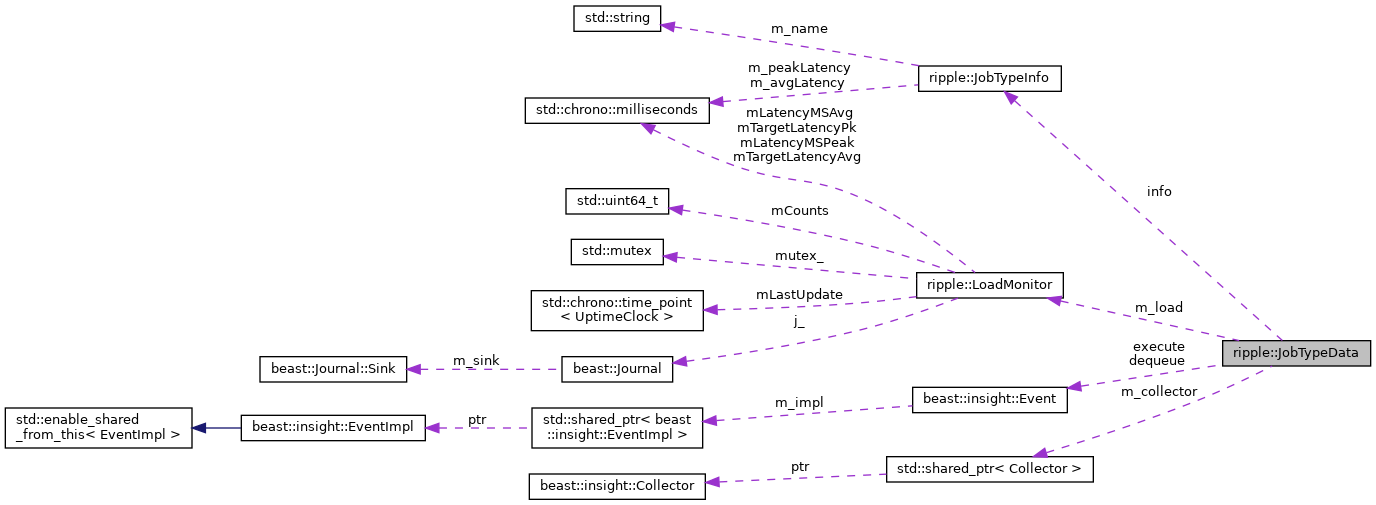 std::string
m_name
ripple::JobTypeInfo
m_peakLatency
m_avgLatency
std::chrono::milliseconds
mLatencyMSAvg
mTargetLatencyPk
mLatencyMSPeak
mTargetLatencyAvg
info
std::uint64_t
mCounts
std::mutex
mutex_
ripple::LoadMonitor
std::chrono::time_point
< UptimeClock >
mLastUpdate
m_load
j_
execute
dequeue
ripple::JobTypeData
beast::Journal::Sink
m_sink
beast::Journal
m_collector
beast::insight::Event
m_impl
std::enable_shared
_from_this< EventImpl >
beast::insight::EventImpl
ptr
std::shared_ptr< beast
::insight::EventImpl >
std::shared_ptr< Collector >
ptr
beast::insight::Collector